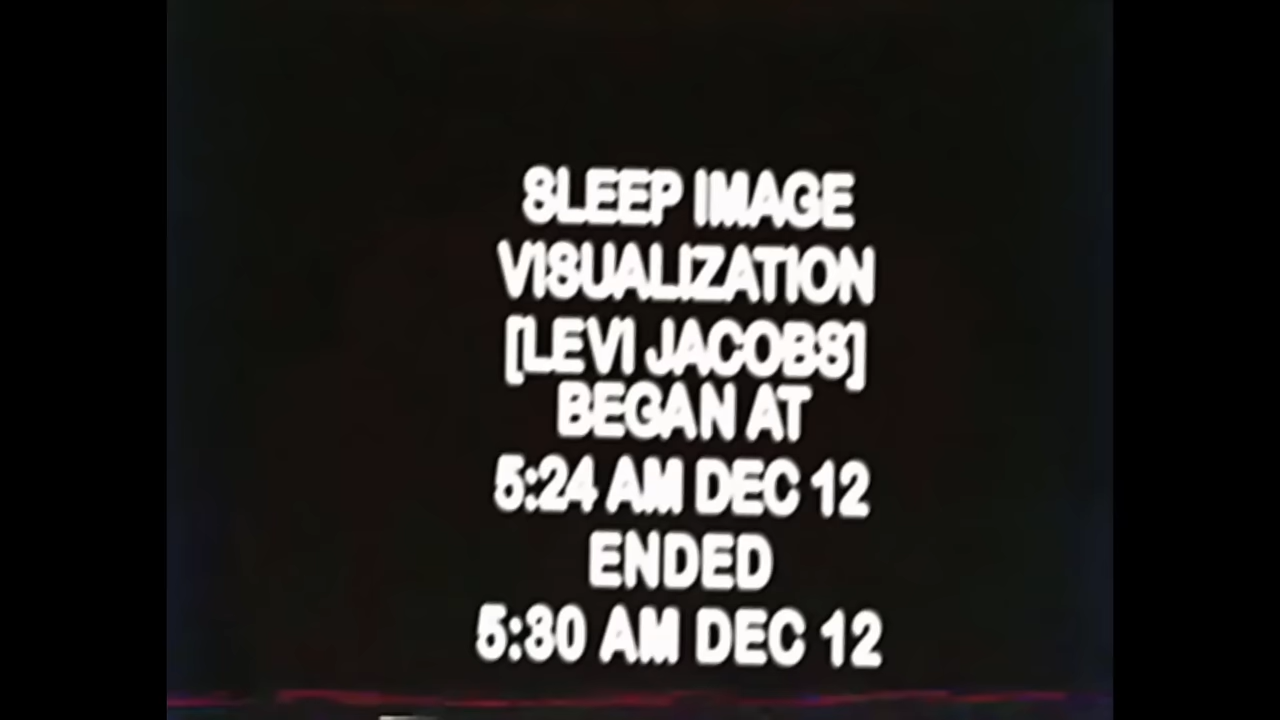 SLEEP IMAGE
VISUALIZATION
[LEVI JACOBS]
BEGAN AT
5:24 AM DEC 12
ENDED
5:30 AM DEC 12